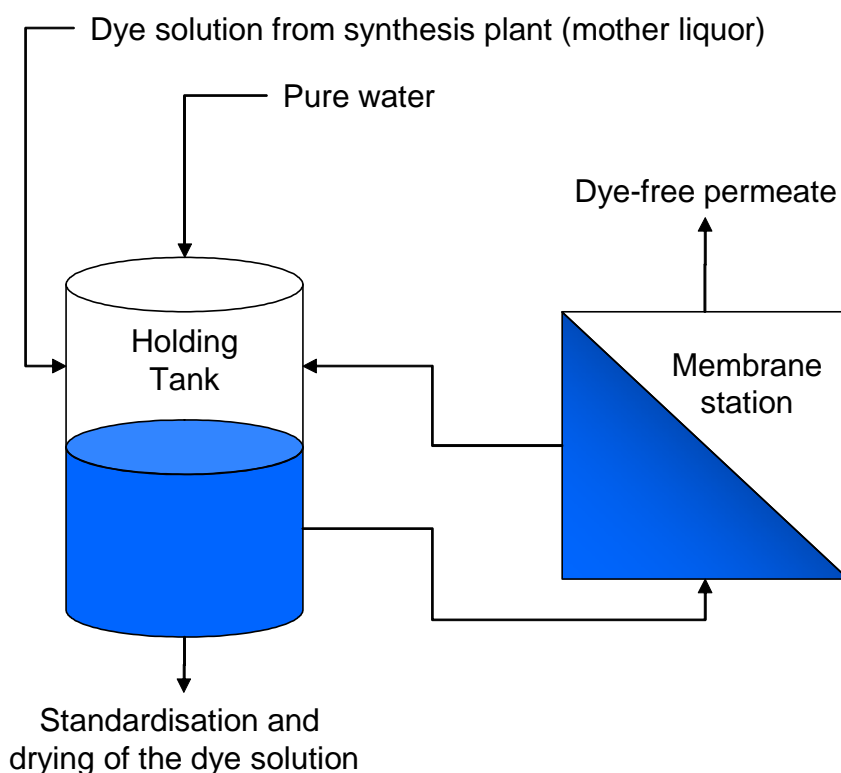 Dye solution from synthesis plant (mother liquor)
Pure water
Dye-free permeate
Holding
Tank
Membrane
station
Standardisation and
drying of the dye solution